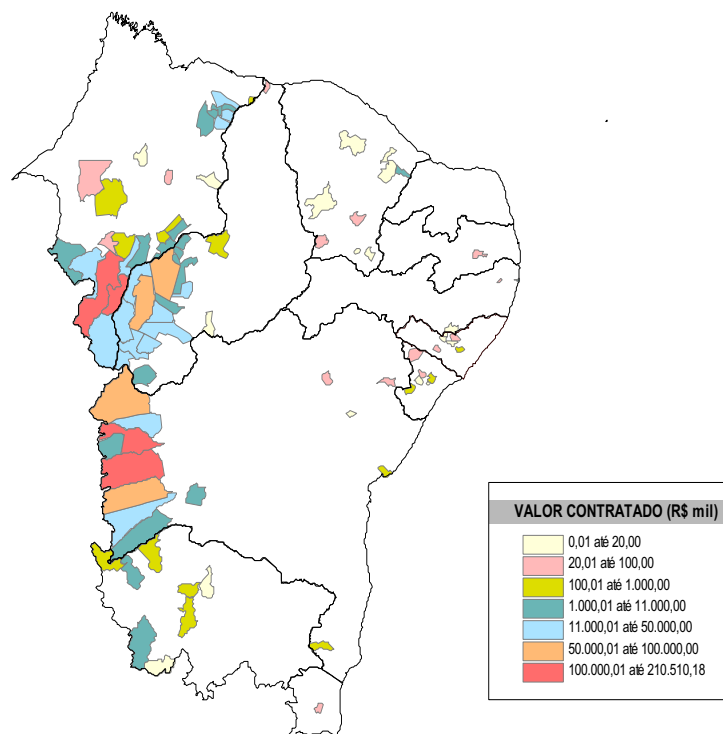 VALOR CONTRATADO (R$ mil)
0,01 até 20,00
20,01 até 100,00
100,01 até 1.000,00
1.000,01 até 11.000,00
11.000,01 até 50.000,00
50.000,01 até 100.000,00
100.000,01 até 210.510,18